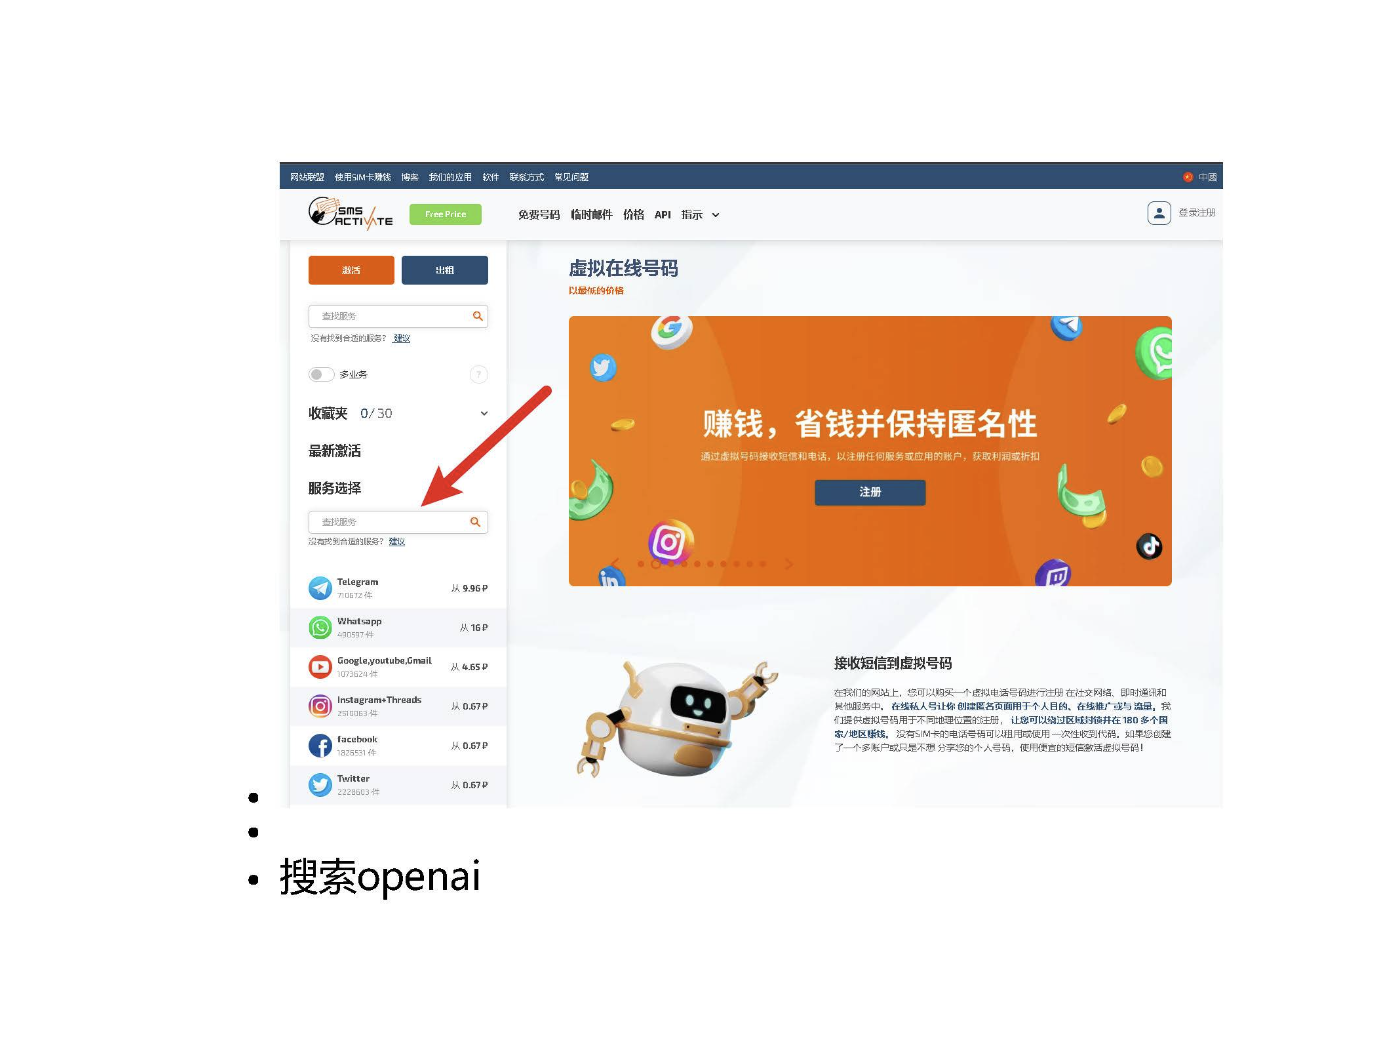 网站联盟 使用SIM卡赚钱 博客 我们的应用 软件 联系方式 常见问题 中國
SMS ACTIVATE Free Price 免费号码 临时邮件 价格 API 指示 登录注册
激活 出租
查找服务
没有找到合适的服务? 建议
多业务 ?
收藏夹 0/30
最新激活
服务选择
查找服务
没有找到合适的服务? 建议
Telegram 从 9.96₽
710672 件
Whatsapp 从 16₽
490597 件
Google,youtube,Gmail 从 4.65₽
1073624 件
Instagram+Threads 从 0.67₽
2510063 件
facebook 从 0.67₽
1826531 件
Twitter 从 0.67₽
2228603 件
虚拟在线号码
以最低的价格
赚钱，省钱并保持匿名性
通过虚拟号码接收短信和电话，以注册任何服务或应用的账户，获取利润或折扣
注册
接收短信到虚拟号码
在我们的网站上，您可以购买一个虚拟电话号码进行注册 在社交网络、即时通讯和
其他服务中。在线私人号让你 创建匿名页面用于个人目的、在线推广或与 流量。我
们提供虚拟号码用于不同地理位置的注册， 让您可以绕过区域封锁并在 180 多个国
家/地区赚钱。 没有SIM卡的电话号码可以租用或使用 一次性收到代码。如果您创建
了一个多账户或只是不想 分享您的个人号码，使用便宜的短信激活虚拟号码！
搜索openai